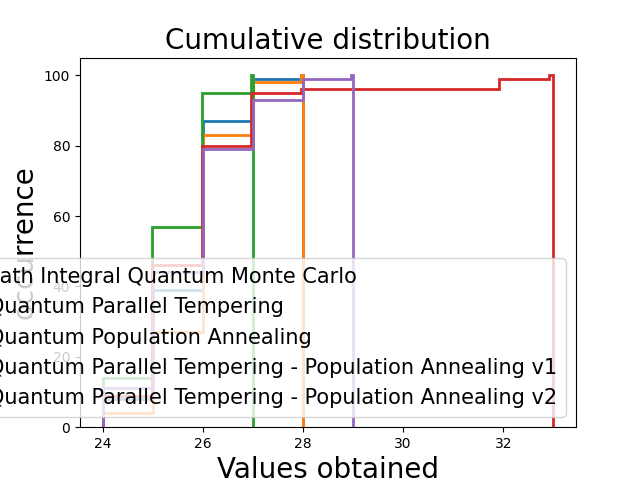 Cumulative distribution
100
80
60
40
20
0
24 26 28 30 32
Values obtained
ath Integral Quantum Monte Carlo
Quantum Parallel Tempering
Quantum Population Annealing
Quantum Parallel Tempering - Population Annealing v1
Quantum Parallel Tempering - Population Annealing v2